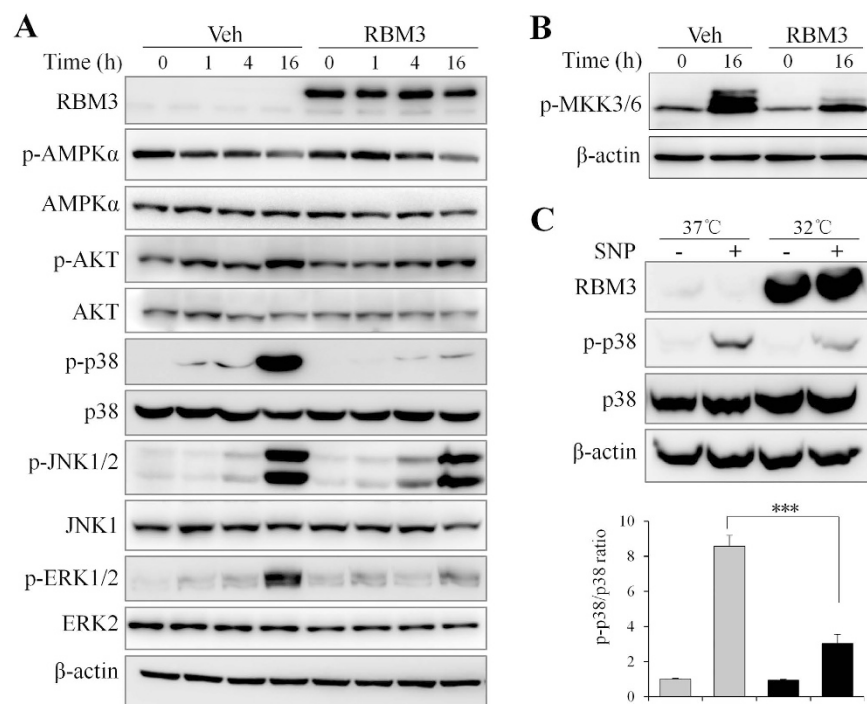 A
Veh RBM3
Time (h) 0 1 4 16 0 1 4 16
RBM3
p-AMPKα
AMPKα
p-AKT
AKT
p-p38
p38
p-JNK1/2
JNK1
p-ERK1/2
ERK2
β-actin
B
Veh RBM3
Time (h) 0 16 0 16
p-MKK3/6
β-actin
C
37℃ 32℃
SNP - + - +
RBM3
p-p38
p38
β-actin
p-p38/p38 ratio
10
8
6
4
2
0
***